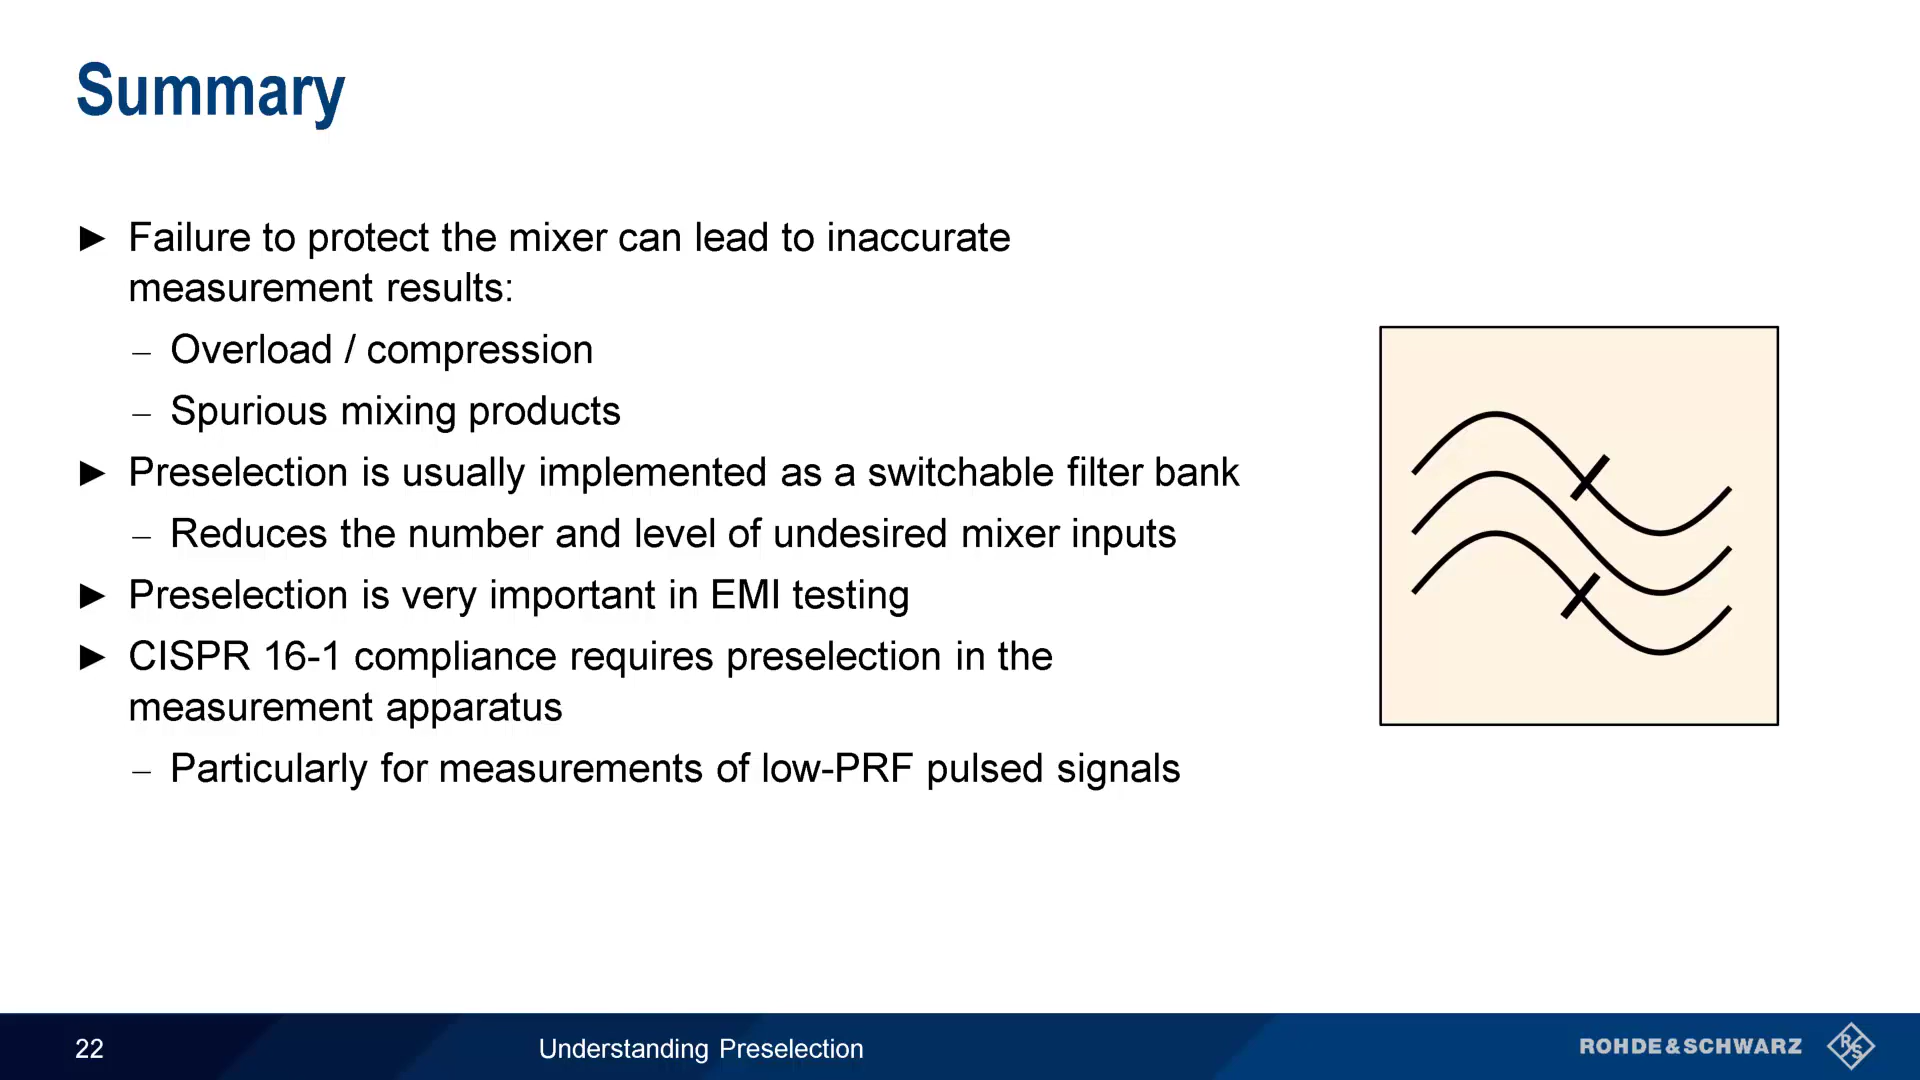 Summary
► Failure to protect the mixer can lead to inaccurate
measurement results:
– Overload / compression
– Spurious mixing products
► Preselection is usually implemented as a switchable filter bank
– Reduces the number and level of undesired mixer inputs
► Preselection is very important in EMI testing
► CISPR 16-1 compliance requires preselection in the
measurement apparatus
– Particularly for measurements of low-PRF pulsed signals
22
Understanding Preselection
ROHDE&SCHWARZ
R&S